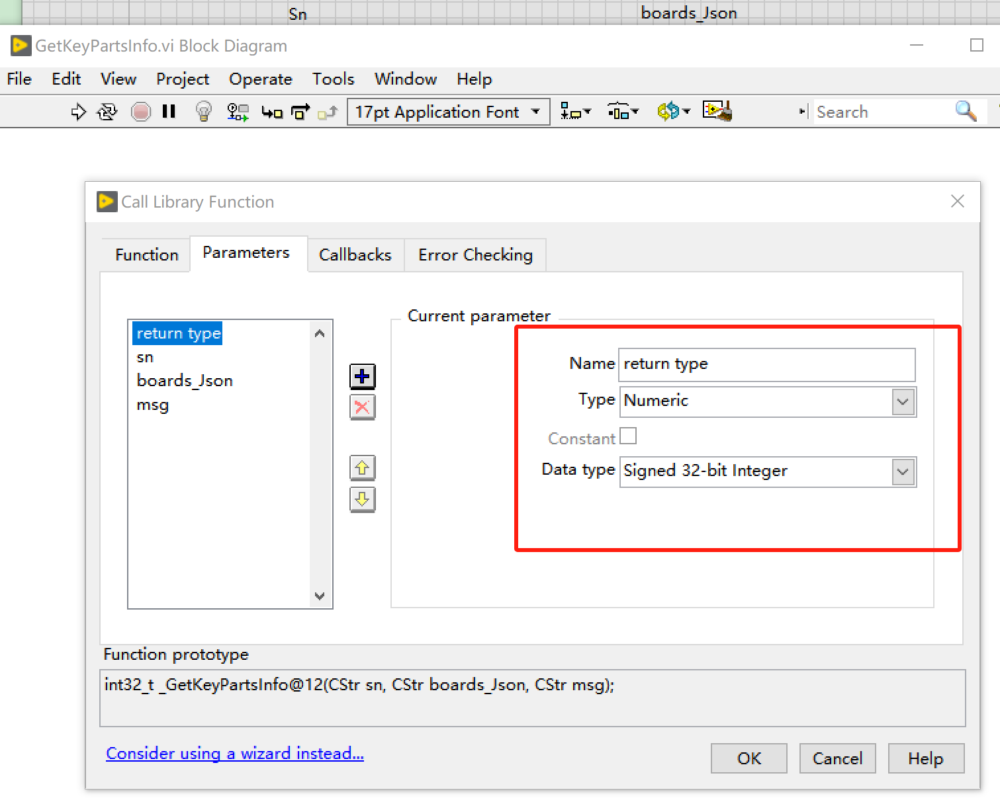 Sn boards_Json
GetKeyPartsInfo.vi Block Diagram
File Edit View Project Operate Tools Window Help
17pt Application Font Search
Call Library Function
Function Parameters Callbacks Error Checking
Current parameter
return type
sn
boards_Json
msg
Name return type
Type Numeric
Constant
Data type Signed 32-bit Integer
Function prototype
int32_t _GetKeyPartsInfo@12(CStr sn, CStr boards_Json, CStr msg);
Consider using a wizard instead...
OK Cancel Help